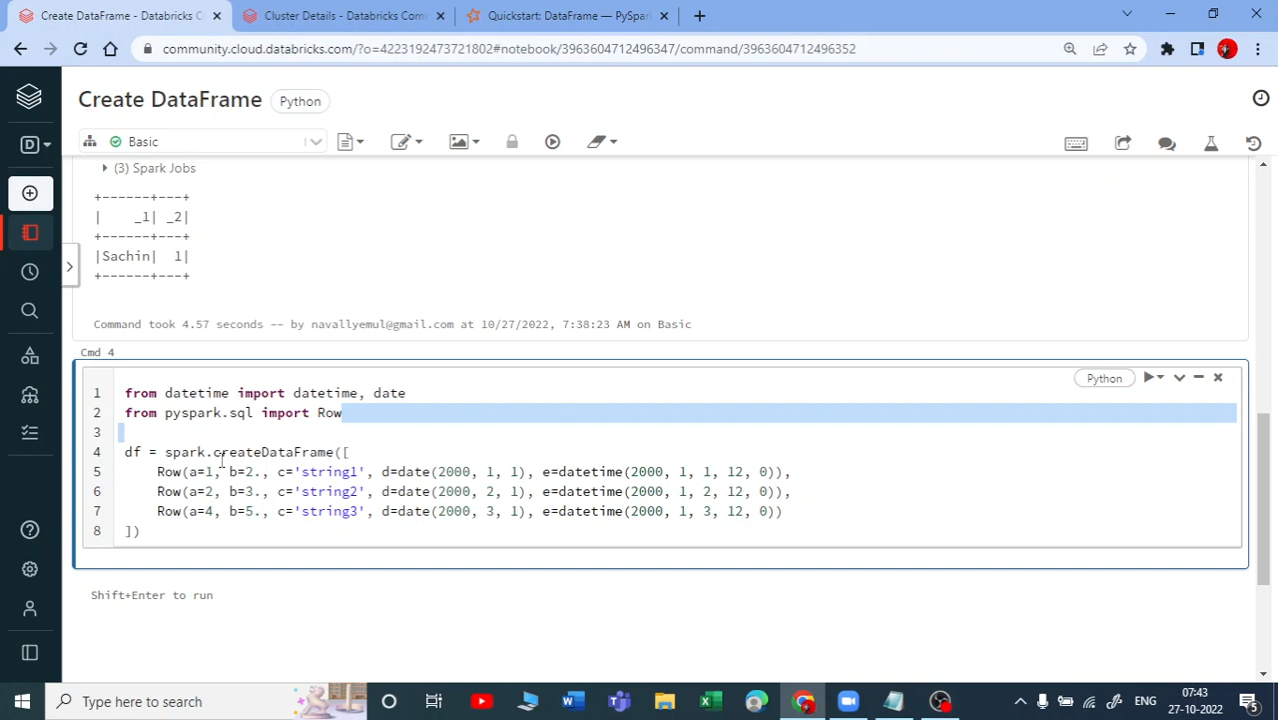 Create DataFrame - Databricks C
Cluster Details - Databricks Com
Quickstart: DataFrame — PySpar
community.cloud.databricks.com/?o=4223192473721802#notebook/3963604712496347/command/3963604712496352
Create DataFrame Python
D Basic
(3) Spark Jobs
+------+---+
|    _1| _2|
+------+---+
|Sachin|  1|
+------+---+
Command took 4.57 seconds -- by navallyemul@gmail.com at 10/27/2022, 7:38:23 AM on Basic
Cmd 4
Python
1 from datetime import datetime, date
2 from pyspark.sql import Row
3
4 df = spark.createDataFrame([
5     Row(a=1, b=2., c='string1', d=date(2000, 1, 1), e=datetime(2000, 1, 1, 12, 0)),
6     Row(a=2, b=3., c='string2', d=date(2000, 2, 1), e=datetime(2000, 1, 2, 12, 0)),
7     Row(a=4, b=5., c='string3', d=date(2000, 3, 1), e=datetime(2000, 1, 3, 12, 0))
8 ])
Shift+Enter to run
Type here to search
ENG
07:43
27-10-2022
5